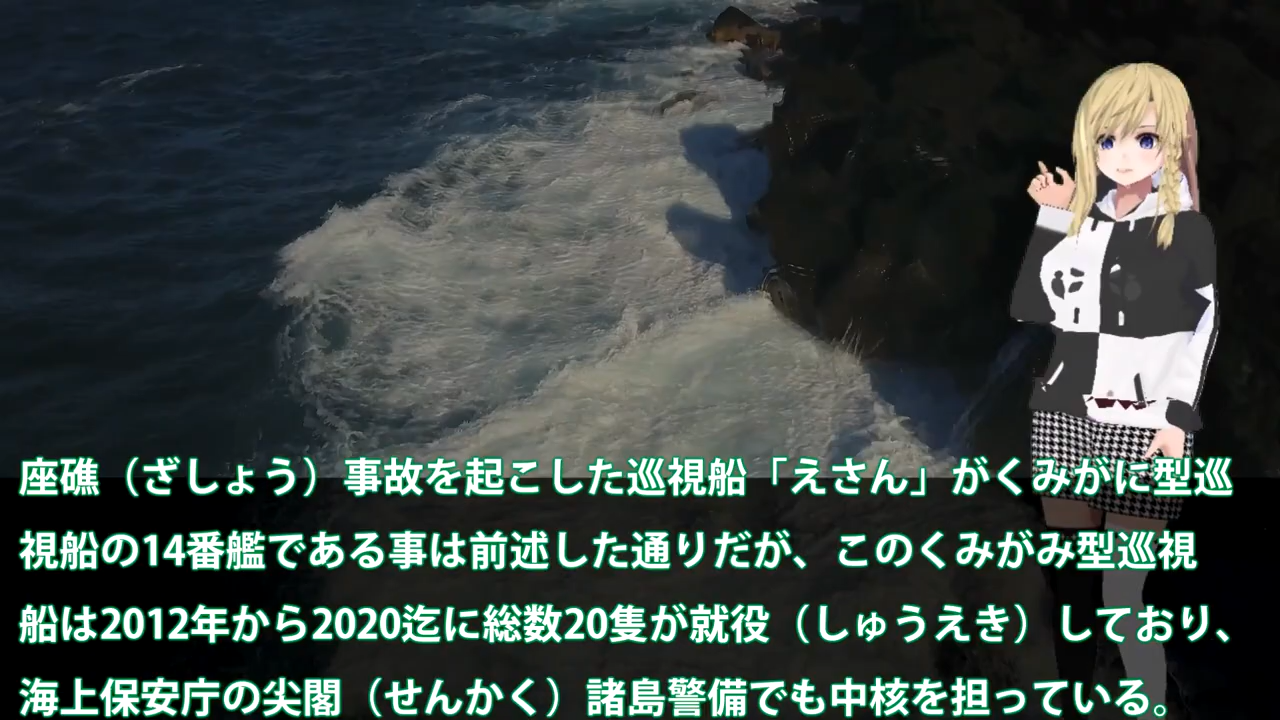 座礁（ざしょう）事故を起こした巡視船「えさん」がくみがに型巡
視船の14番艦である事は前述した通りだが、このくみがみ型巡視
船は2012年から2020迄に総数20隻が就役（しゅうえき）しており、
海上保安庁の尖閣（せんかく）諸島警備でも中核を担っている。